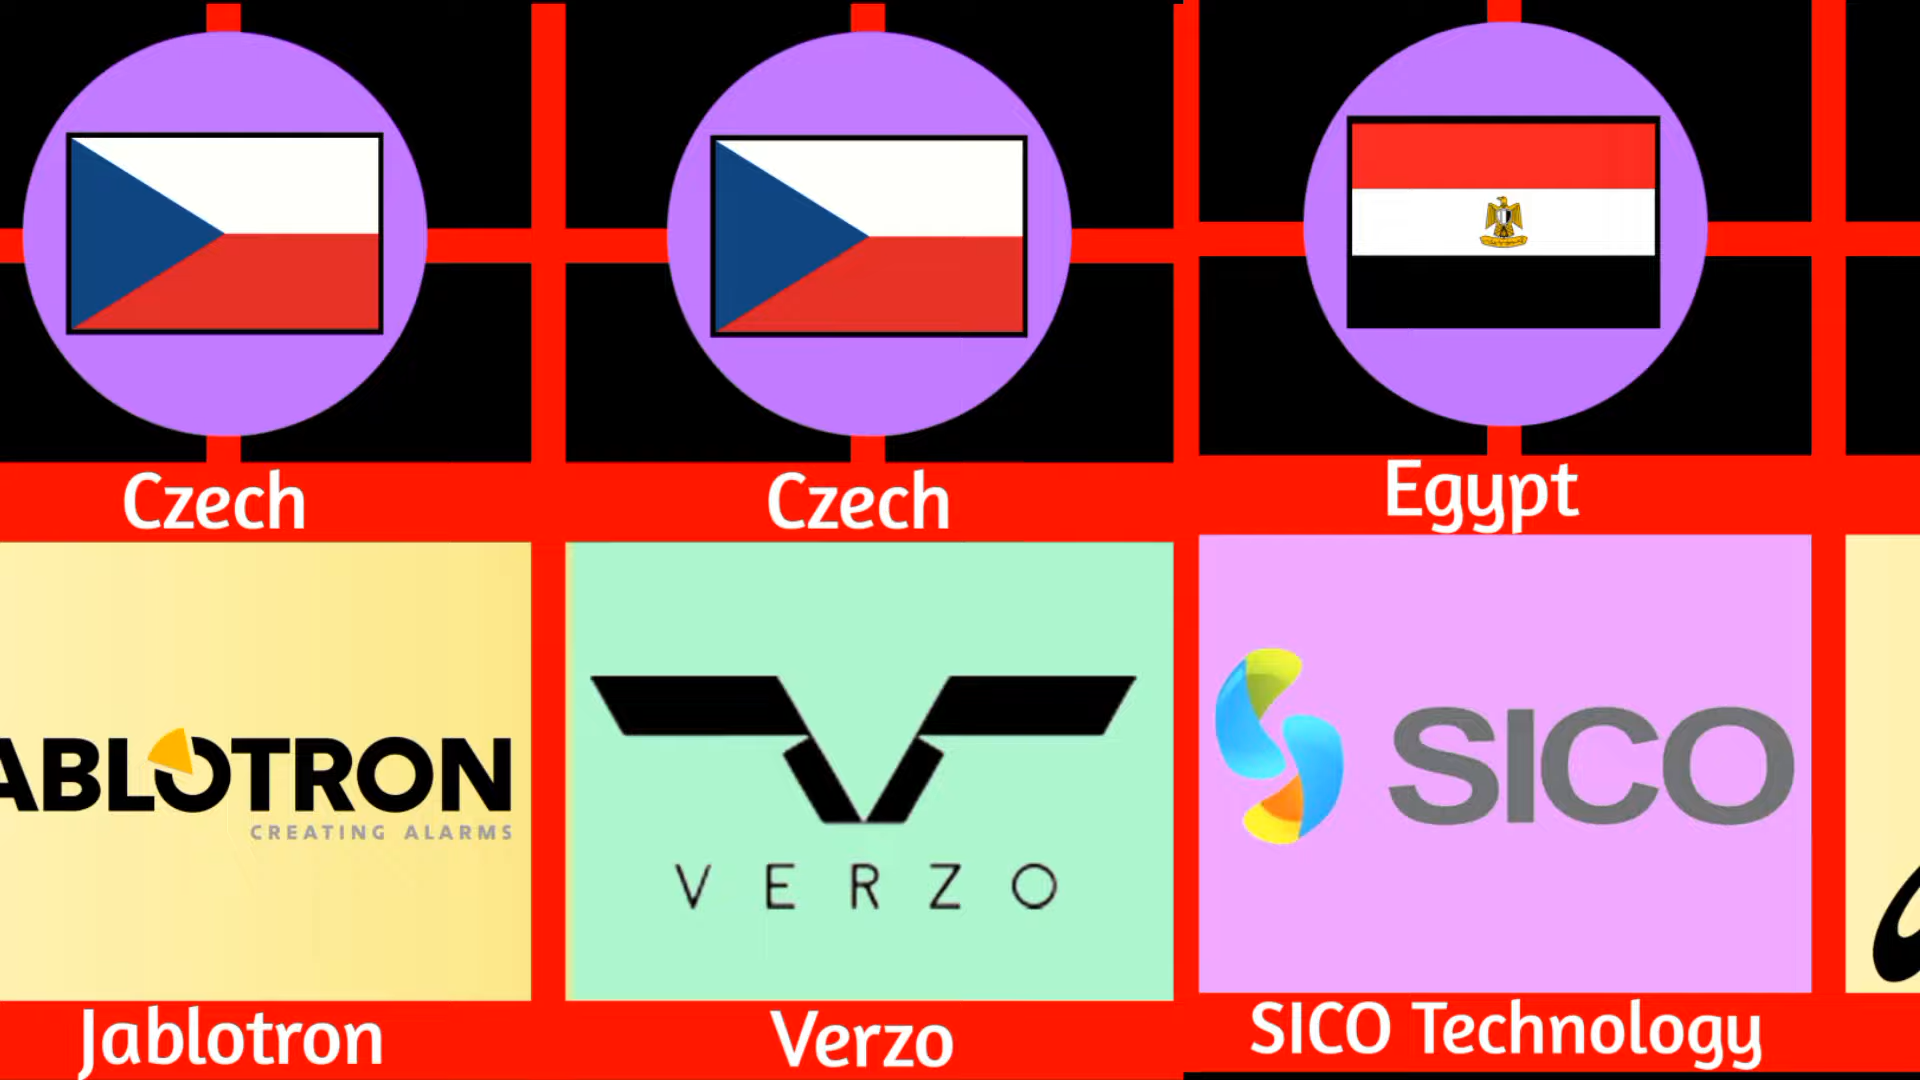 Czech
Czech
Egypt
ABLOTRON
CREATING ALARMS
VERZO
SICO
Jablotron
Verzo
SICO Technology